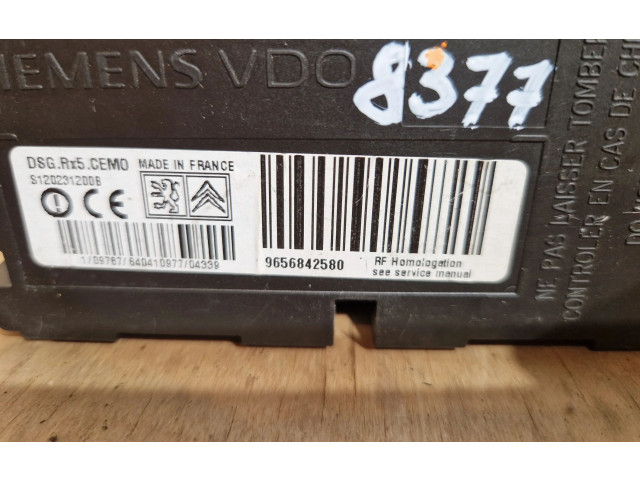 SIEMENS VDO
8377
DSG.Rx5.CEMO
MADE IN FRANCE
S120231200B
CE
1/09787/640410977/04339
9656842580
RF Homologation
see service manual
NE PAS LAISSER TOMBER
CONTROLER EN CAS DE CH